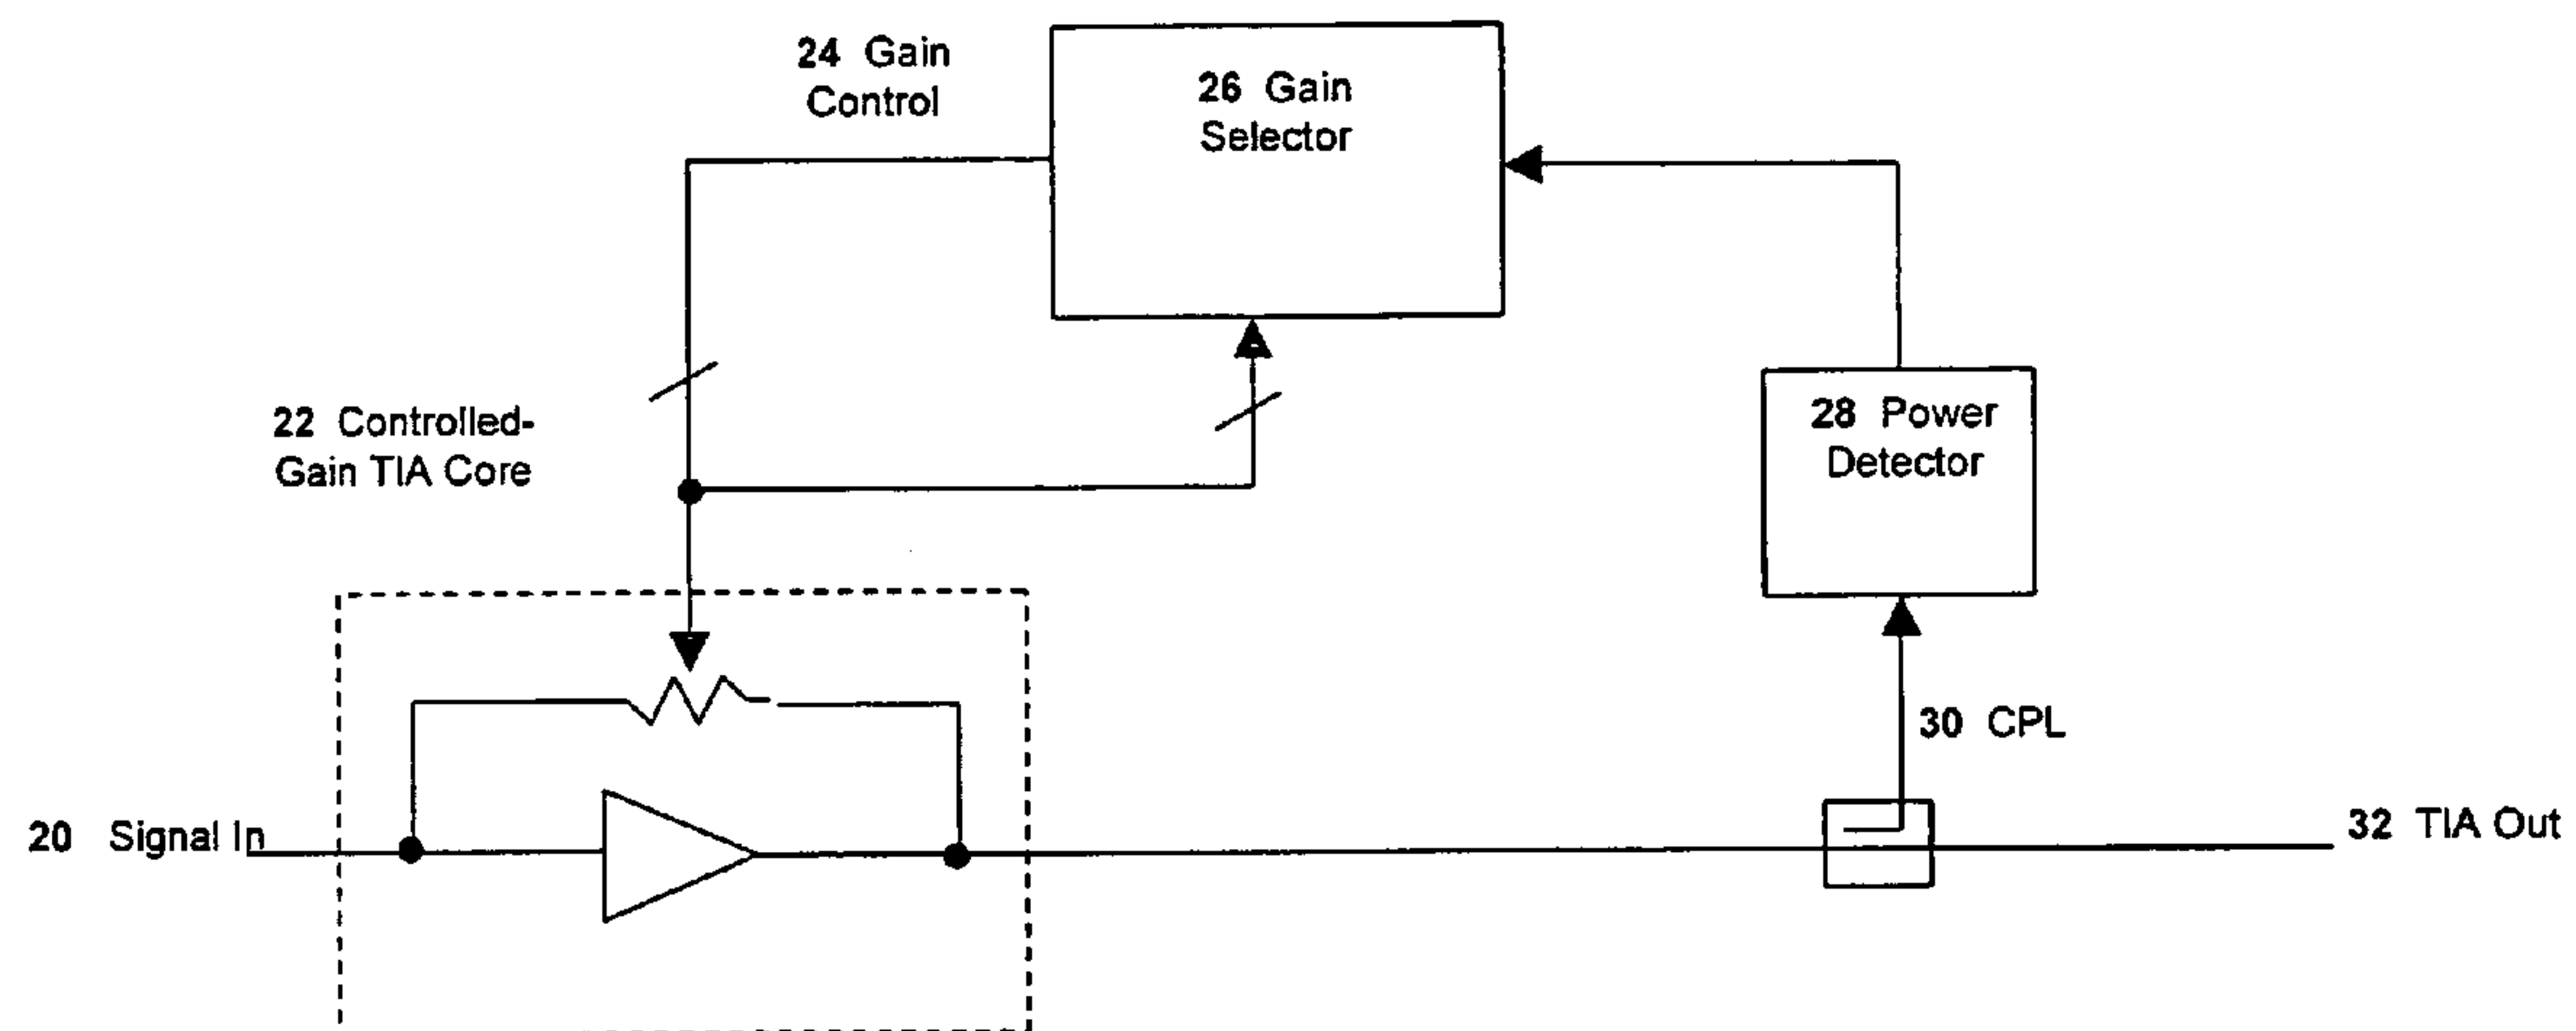 24 Gain
Control
26 Gain
Selector
22 Controlled-
Gain TIA Core
28 Power
Detector
30 CPL
20 Signal In
32 TIA Out